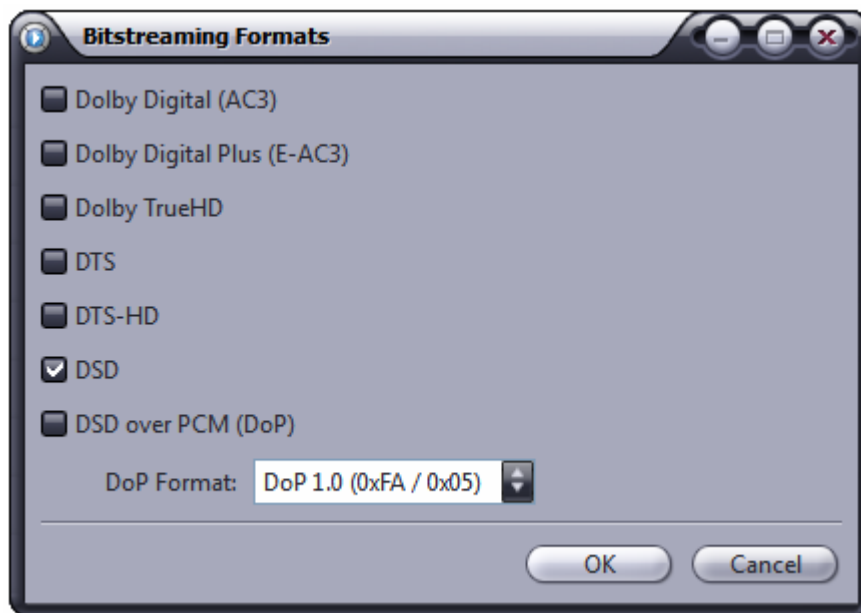 Bitstreaming Formats
Dolby Digital (AC3)
Dolby Digital Plus (E-AC3)
Dolby TrueHD
DTS
DTS-HD
DSD
DSD over PCM (DoP)
DoP Format: DoP 1.0 (0xFA / 0x05)
OK Cancel